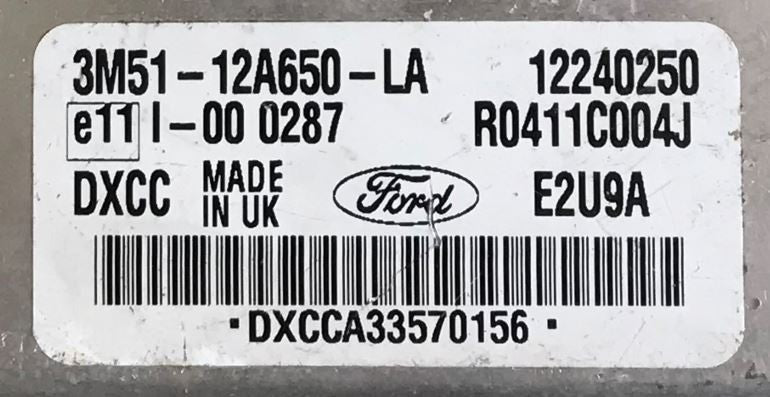 3M51-12A650-LA 12240250
e11 I-00 0287 R0411C004J
DXCC MADE IN UK Ford E2U9A
·DXCCA33570156·